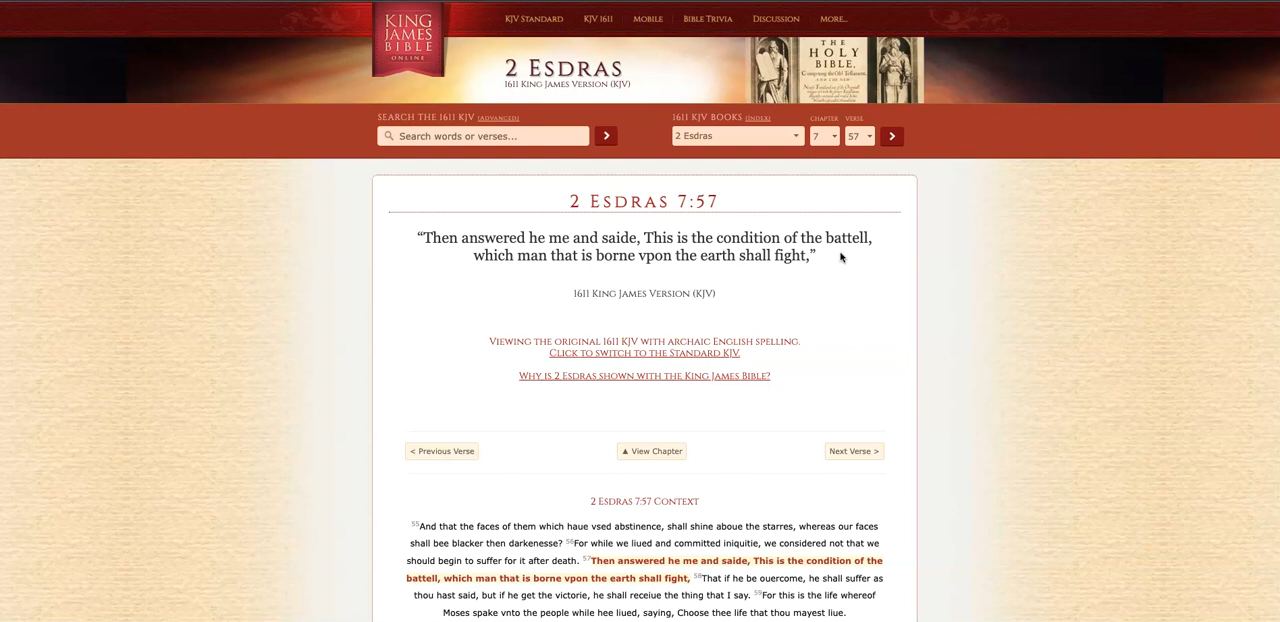 KING
JAMES
BIBLE
ONLINE
KJV Standard KJV 1611 Mobile Bible Trivia Discussion More...
2 Esdras
1611 King James Version (KJV)
THE
HOLY
BIBLE,
Search the 1611 KJV (Advanced)
1611 KJV Books (Index) Chapter Verse
Search words or verses...
2 Esdras 7 57
2 Esdras 7:57
“Then answered he me and saide, This is the condition of the battell,
which man that is borne vpon the earth shall fight,”
1611 King James Version (KJV)
Viewing the original 1611 KJV with archaic English spelling.
Click to switch to the Standard KJV.
Why is 2 Esdras shown with the King James Bible?
< Previous Verse ▲ View Chapter Next Verse >
2 Esdras 7:57 Context
55And that the faces of them which haue vsed abstinence, shall shine aboue the starres, whereas our faces
shall bee blacker then darkenesse? 56For while we liued and committed iniquitie, we considered not that we
should begin to suffer for it after death. 57Then answered he me and saide, This is the condition of the
battell, which man that is borne vpon the earth shall fight, 58That if he be ouercome, he shall suffer as
thou hast said, but if he get the victorie, he shall receiue the thing that I say. 59For this is the life whereof
Moses spake vnto the people while hee liued, saying, Choose thee life that thou mayest liue.